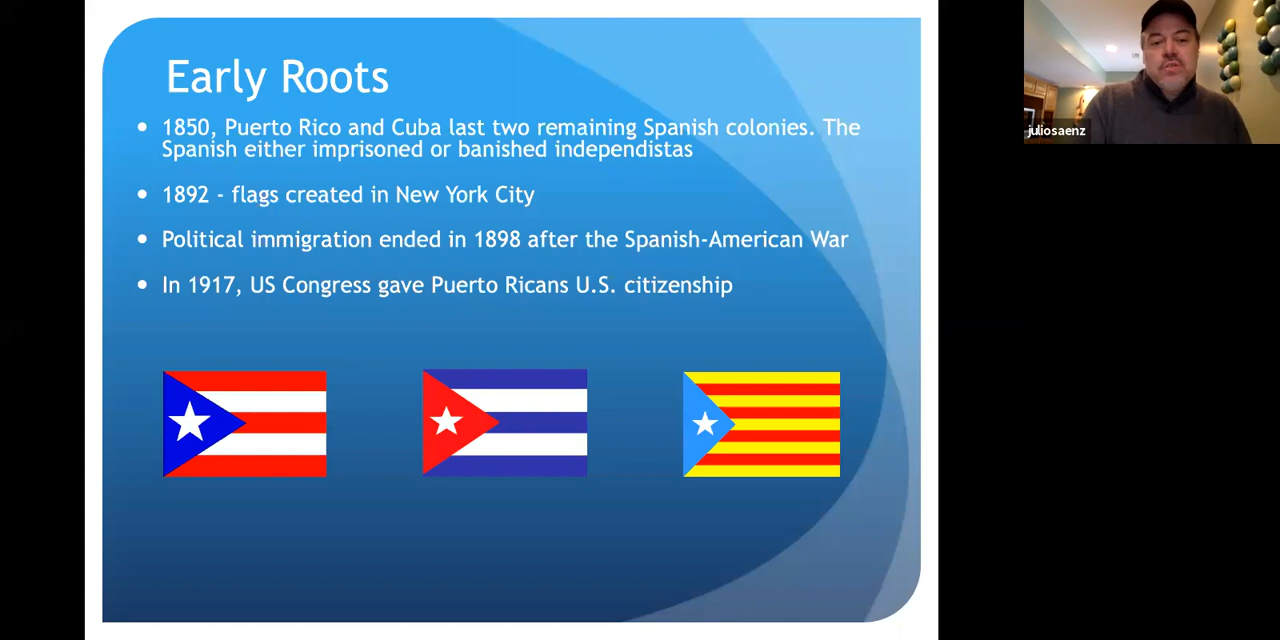 Early Roots
• 1850, Puerto Rico and Cuba last two remaining Spanish colonies. The
Spanish either imprisoned or banished independistas
• 1892 - flags created in New York City
• Political immigration ended in 1898 after the Spanish-American War
• In 1917, US Congress gave Puerto Ricans U.S. citizenship
juliosaenz